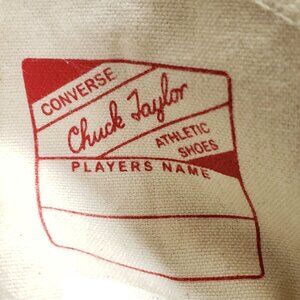 CONVERSE
Chuck Taylor
ATHLETIC
SHOES
PLAYERS NAME